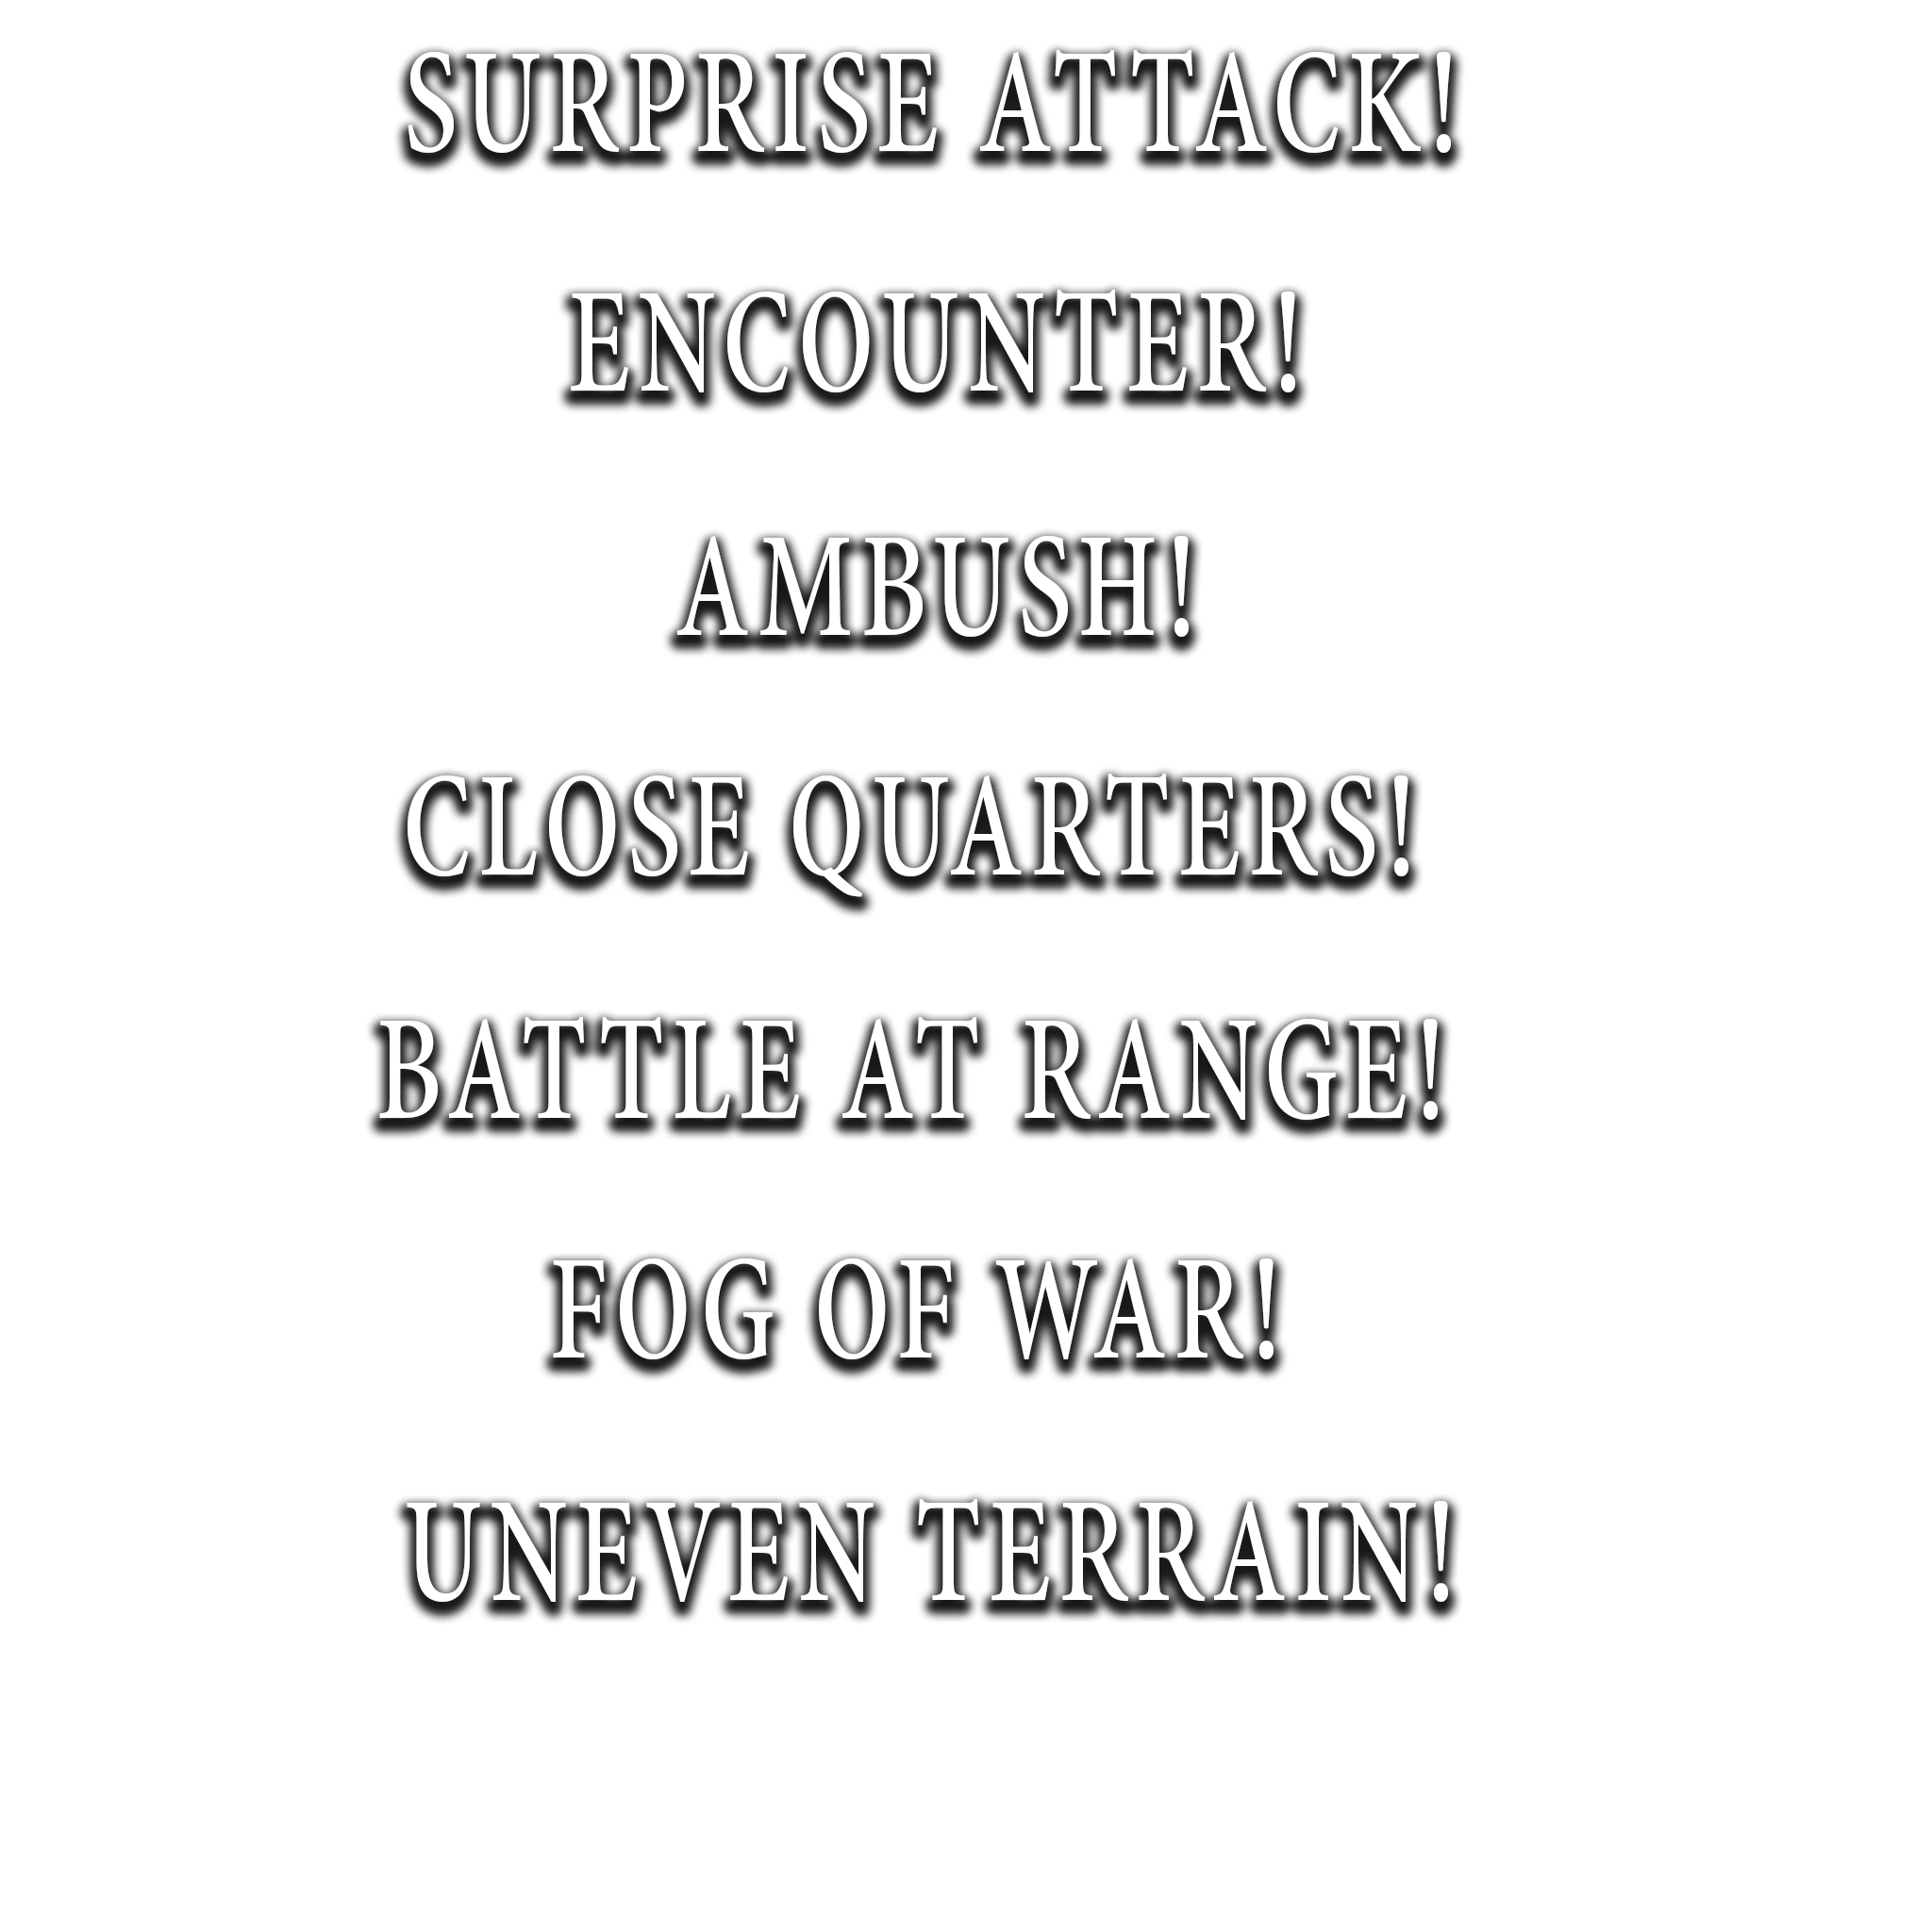 SURPRISE ATTACK!
ENCOUNTER!
AMBUSH!
CLOSE QUARTERS!
BATTLE AT RANGE!
FOG OF WAR!
UNEVEN TERRAIN!